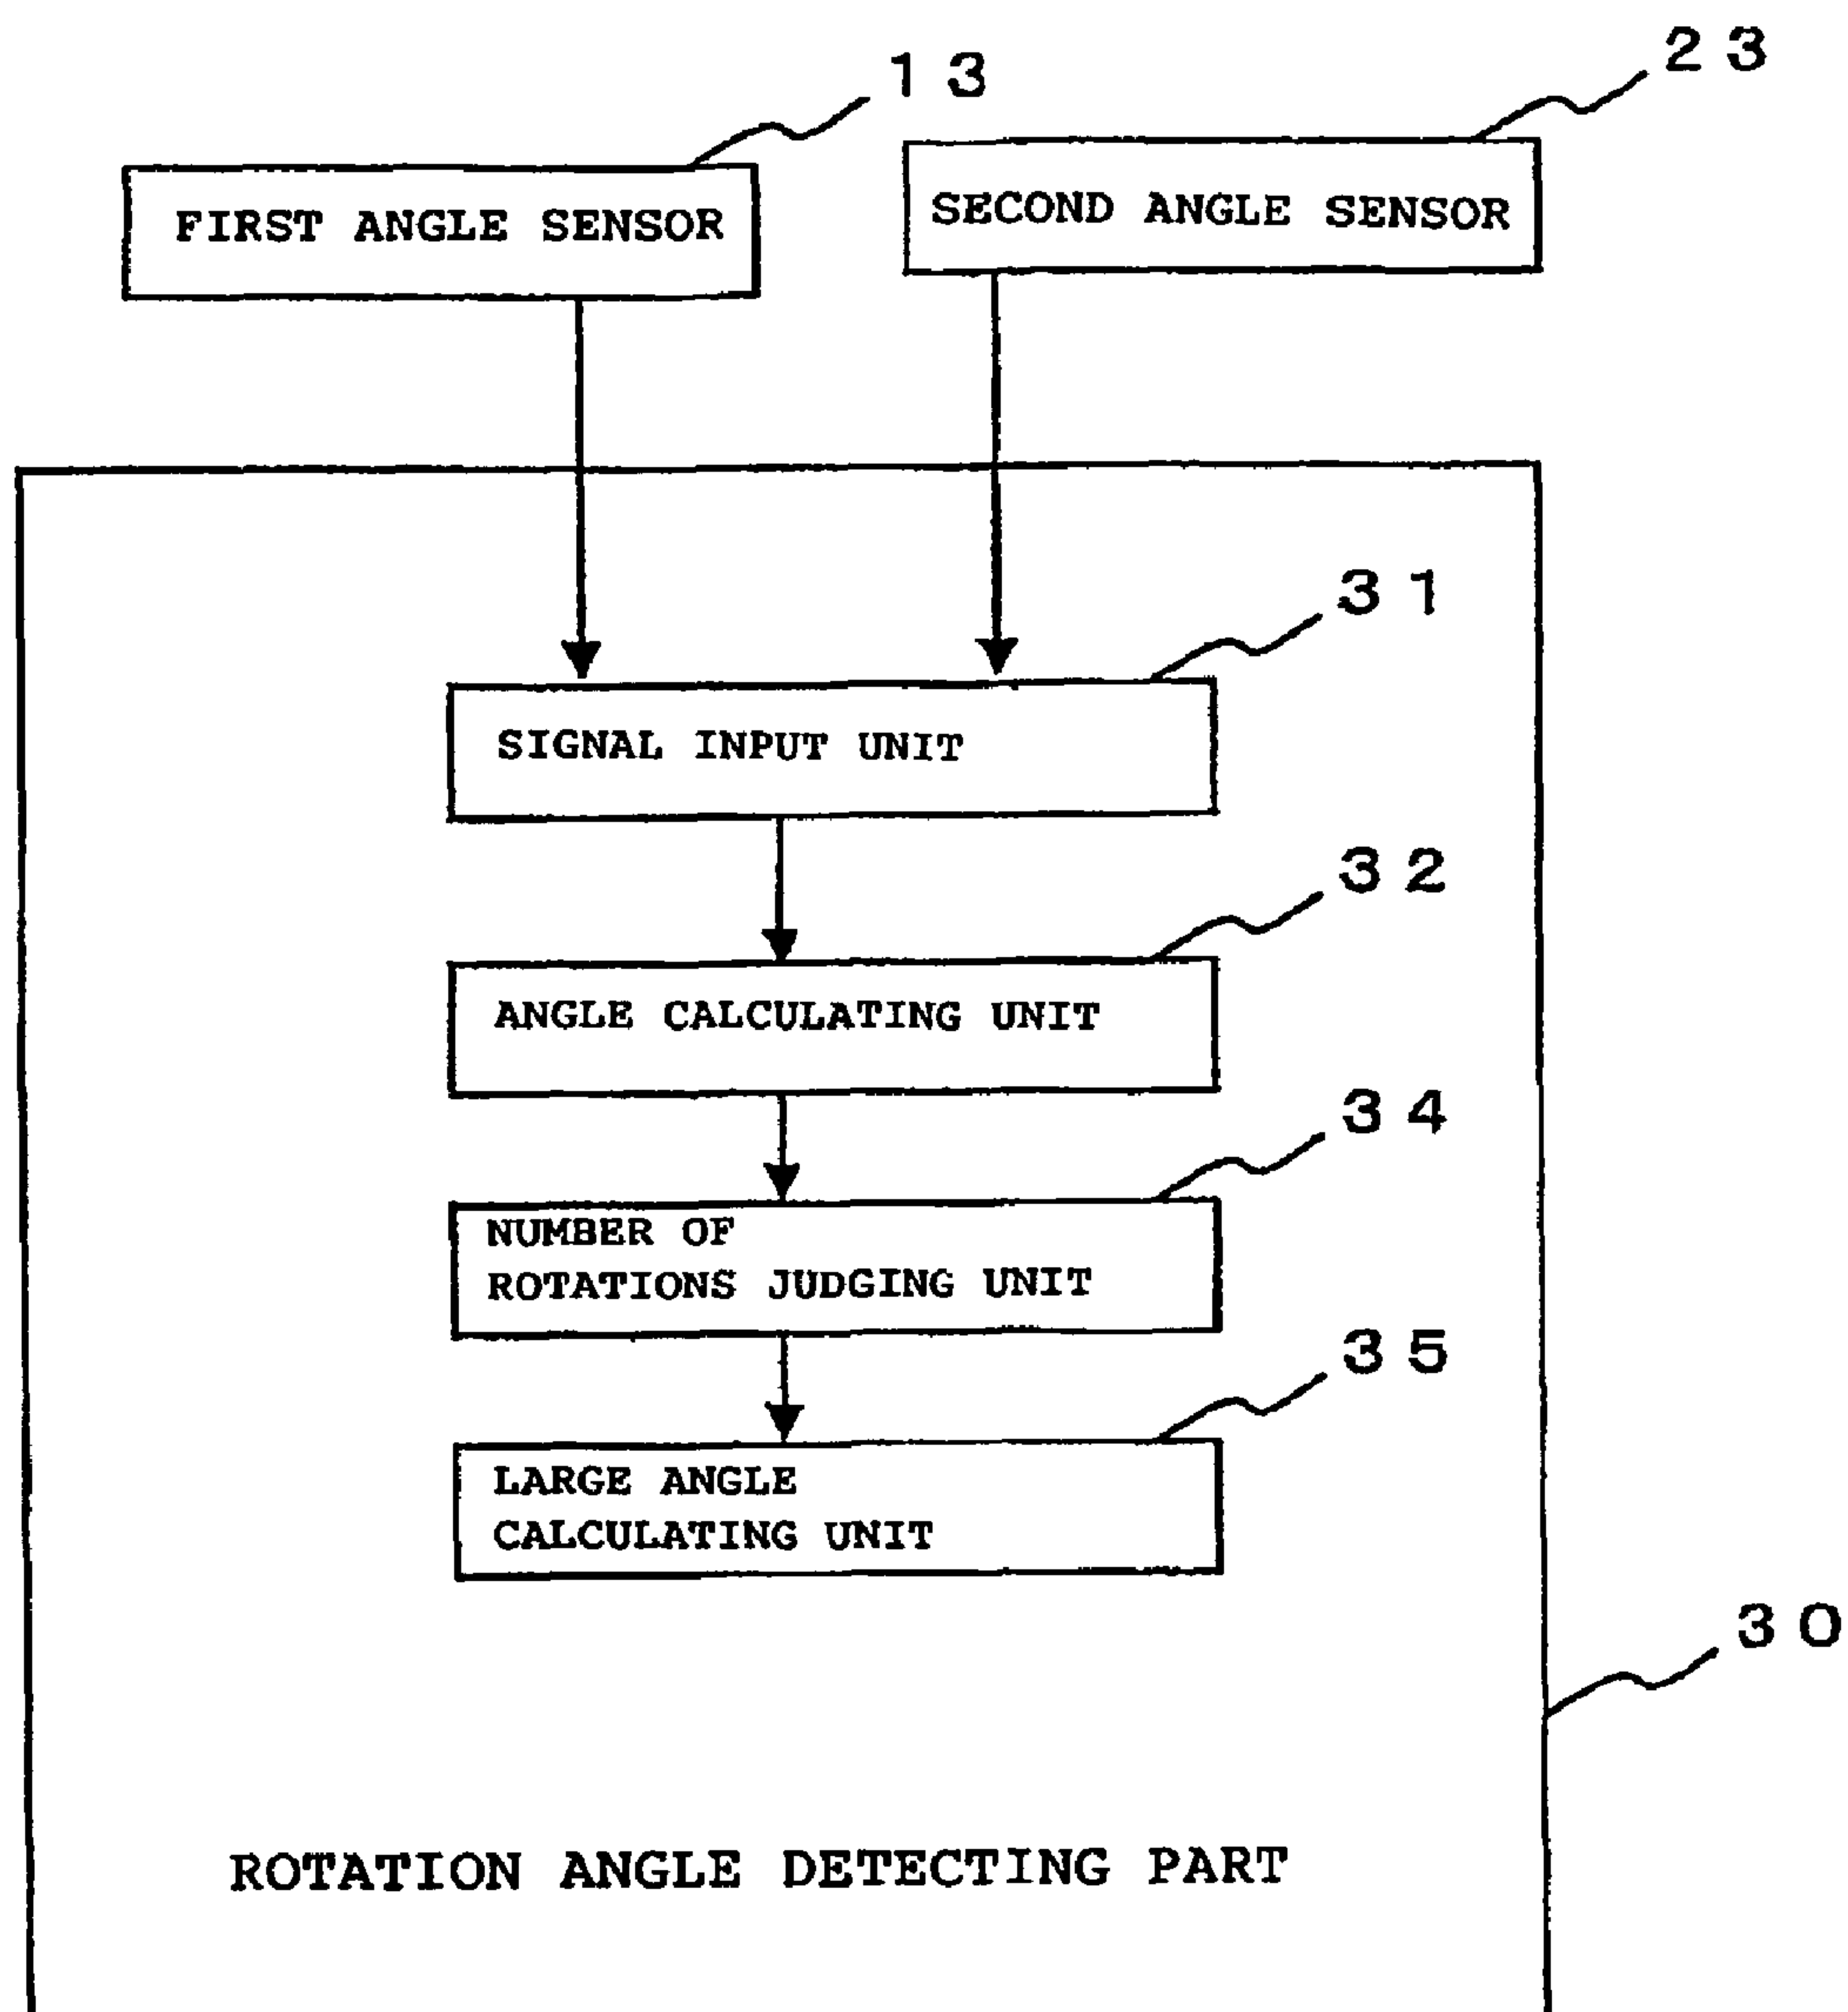 13
23
FIRST ANGLE SENSOR
SECOND ANGLE SENSOR
31
SIGNAL INPUT UNIT
32
ANGLE CALCULATING UNIT
34
NUMBER OF
ROTATIONS JUDGING UNIT
35
LARGE ANGLE
CALCULATING UNIT
30
ROTATION ANGLE DETECTING PART